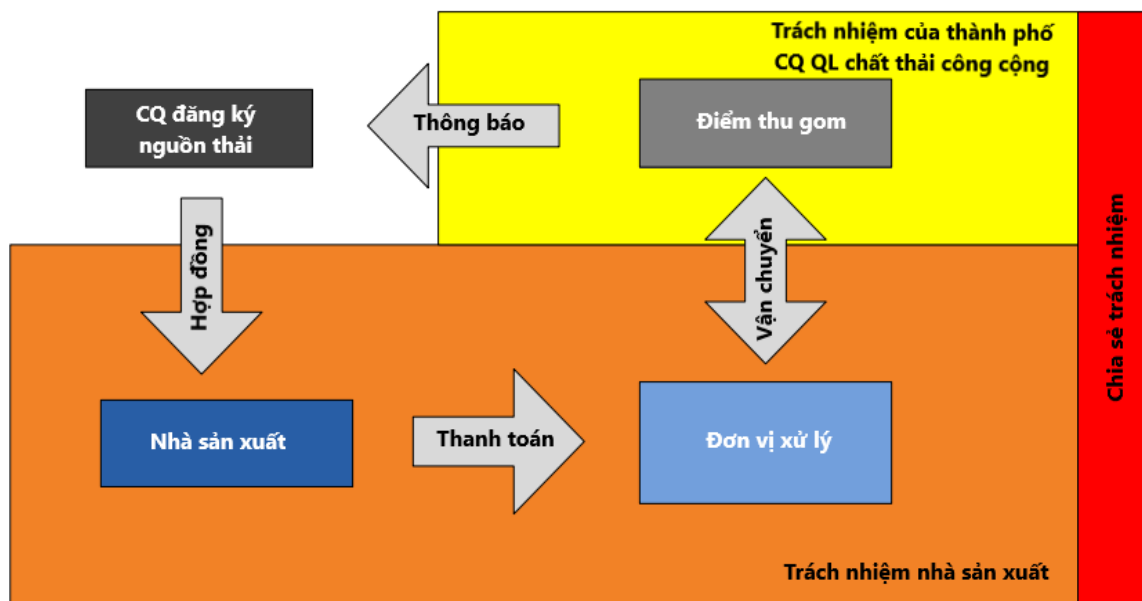 Trách nhiệm của thành phố
CQ QL chất thải công cộng
CQ đăng ký
nguồn thải
Thông báo
Điểm thu gom
Hợp đồng
Vận chuyển
Chia sẻ trách nhiệm
Nhà sản xuất
Thanh toán
Đơn vị xử lý
Trách nhiệm nhà sản xuất